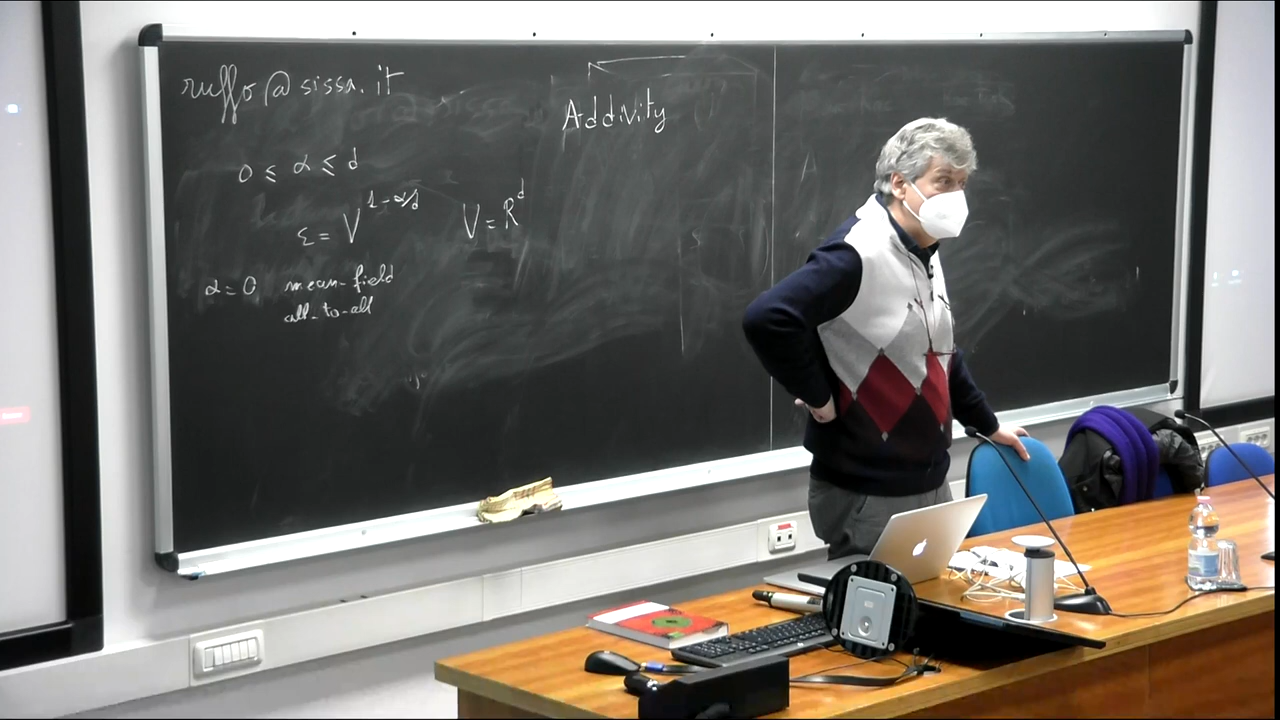 ruffo@sissa.it
0 ≤ α ≤ d
ε = V^{1-α/d} V = R^d
α = 0 mean-field
all-to-all
Addivity